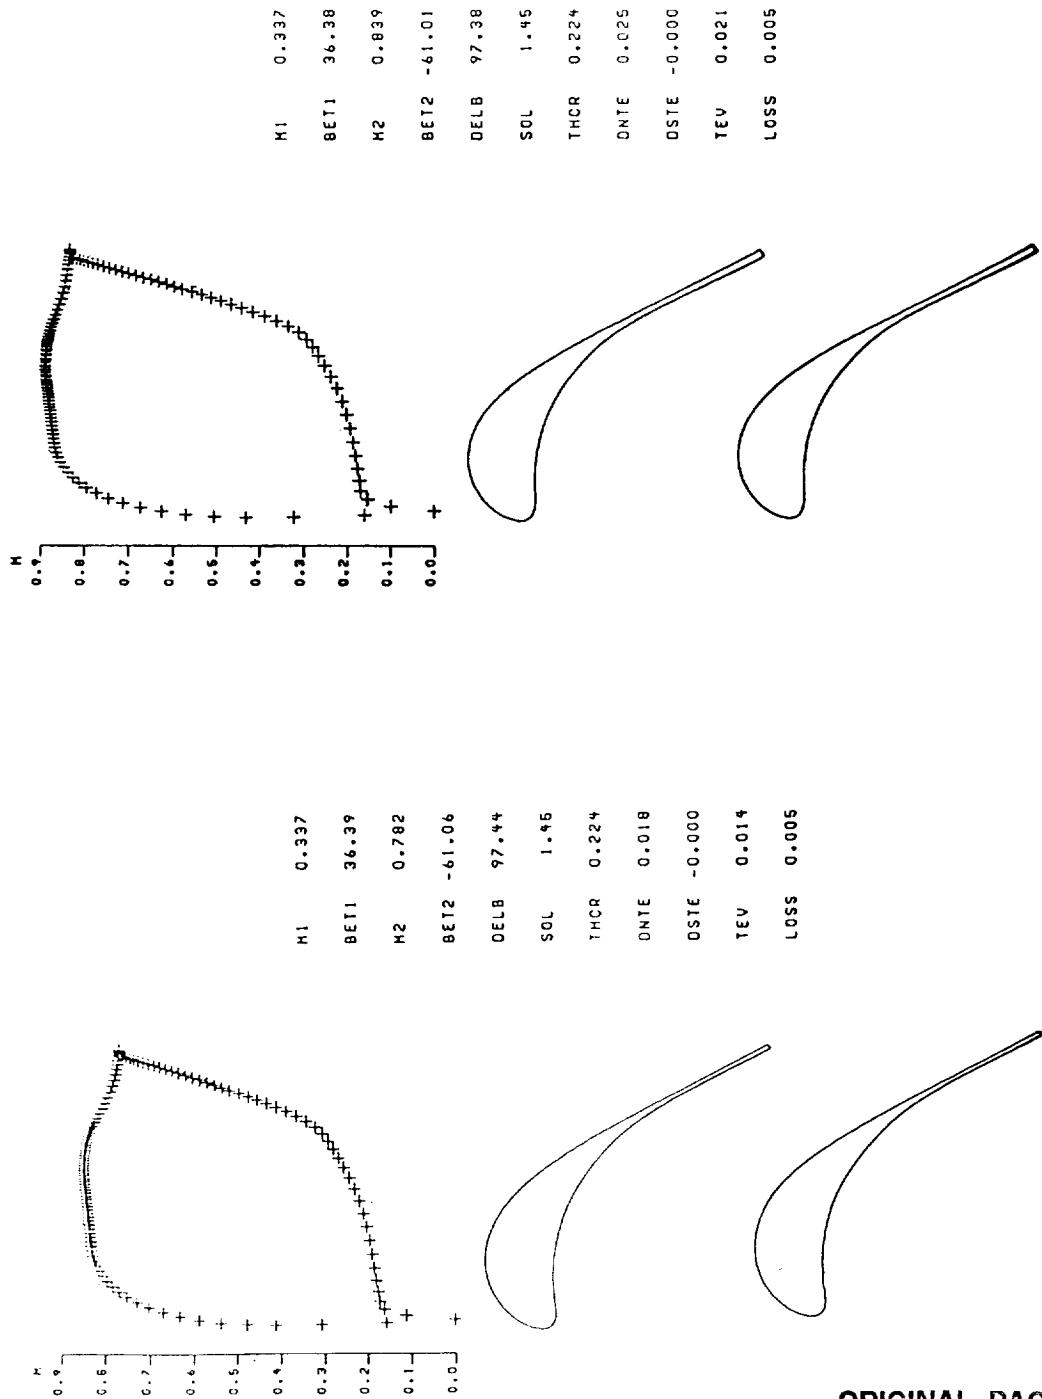 M
0.9
0.8
0.7
0.6
0.5
0.4
0.3
0.2
0.1
0.0
M1 0.337
BET1 36.38
M2 0.839
BET2 -61.01
DELB 97.38
SOL 1.45
THCR 0.224
DNTE 0.025
DSTE -0.000
TEV 0.021
LOSS 0.005
M
0.9
0.8
0.7
0.6
0.5
0.4
0.3
0.2
0.1
0.0
M1 0.337
BET1 36.39
M2 0.782
BET2 -61.06
DELB 97.44
SOL 1.45
THCR 0.224
DNTE 0.018
DSTE -0.000
TEV 0.014
LOSS 0.005
ORIGINAL